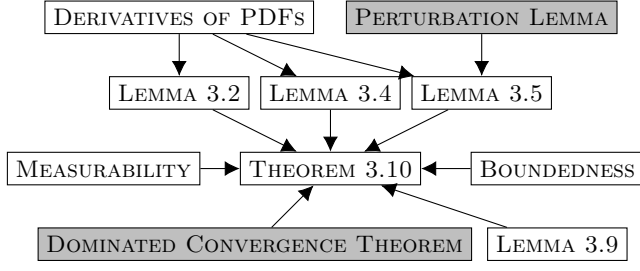 Derivatives of PDFs
Perturbation Lemma
Lemma 3.2
Lemma 3.4
Lemma 3.5
Measurability
Theorem 3.10
Boundedness
Dominated Convergence Theorem
Lemma 3.9